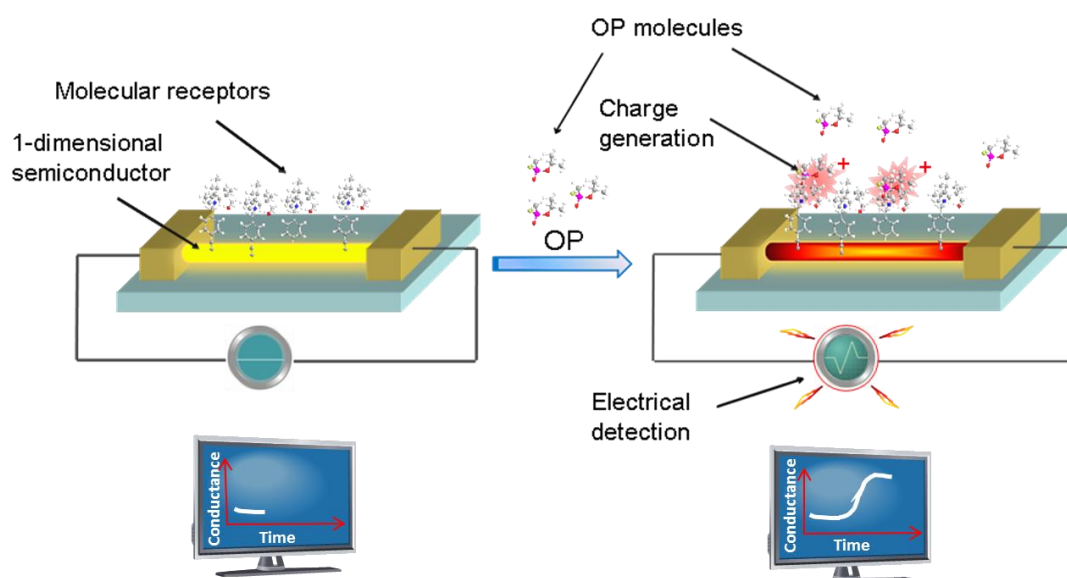 OP molecules
Molecular receptors
1-dimensional
semiconductor
Charge
generation
+
+
OP
Electrical
detection
Conductance
Time
Conductance
Time